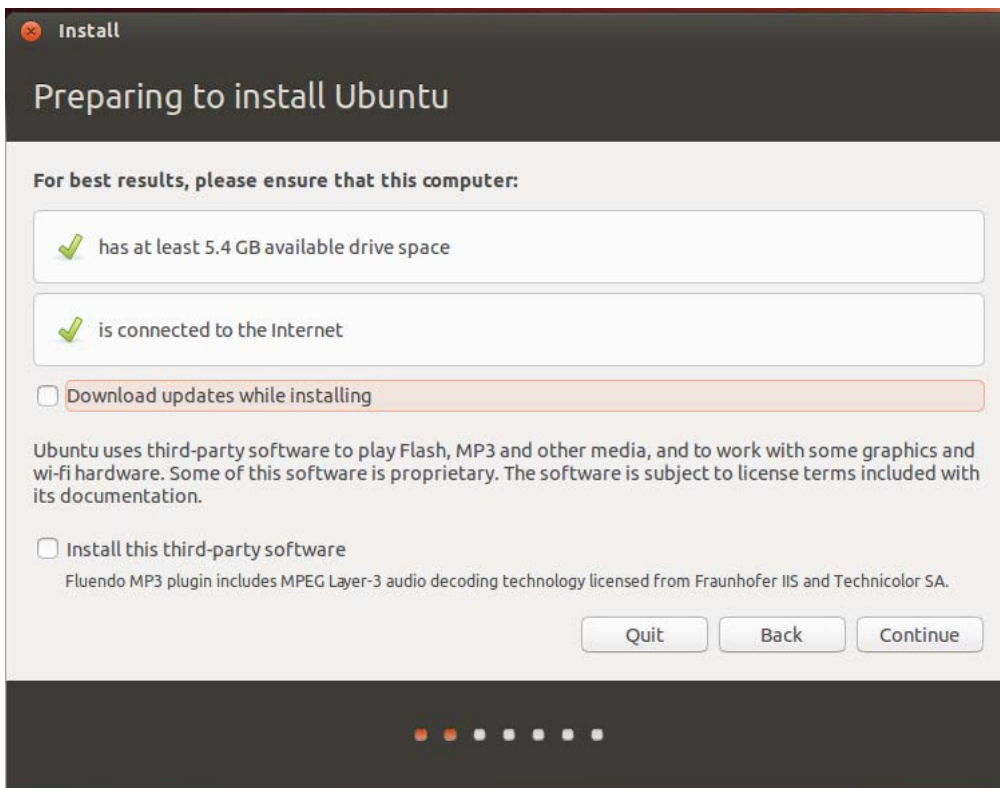 Install
Preparing to install Ubuntu
For best results, please ensure that this computer:
has at least 5.4 GB available drive space
is connected to the Internet
Download updates while installing
Ubuntu uses third-party software to play Flash, MP3 and other media, and to work with some graphics and
wi-fi hardware. Some of this software is proprietary. The software is subject to license terms included with
its documentation.
Install this third-party software
Fluendo MP3 plugin includes MPEG Layer-3 audio decoding technology licensed from Fraunhofer IIS and Technicolor SA.
Quit Back Continue